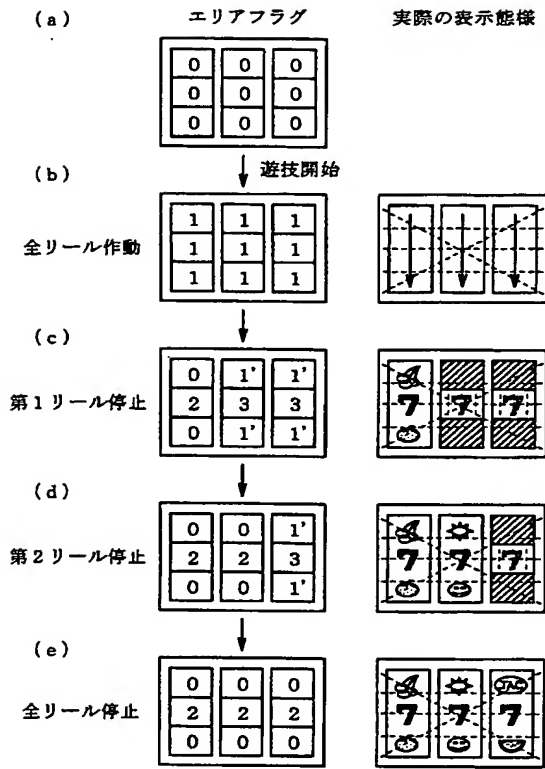 (a) エリアフラグ 実際の表示態様
0 0 0
0 0 0
0 0 0
遊技開始
(b)
全リール作動
1 1 1
1 1 1
1 1 1
(c)
第1リール停止
0 1' 1'
2 3 3
0 1' 1'
7 7 7
(d)
第2リール停止
0 0 1'
2 2 3
0 0 1'
7 7 7
(e)
全リール停止
0 0 0
2 2 2
0 0 0
JAC
7 7 7